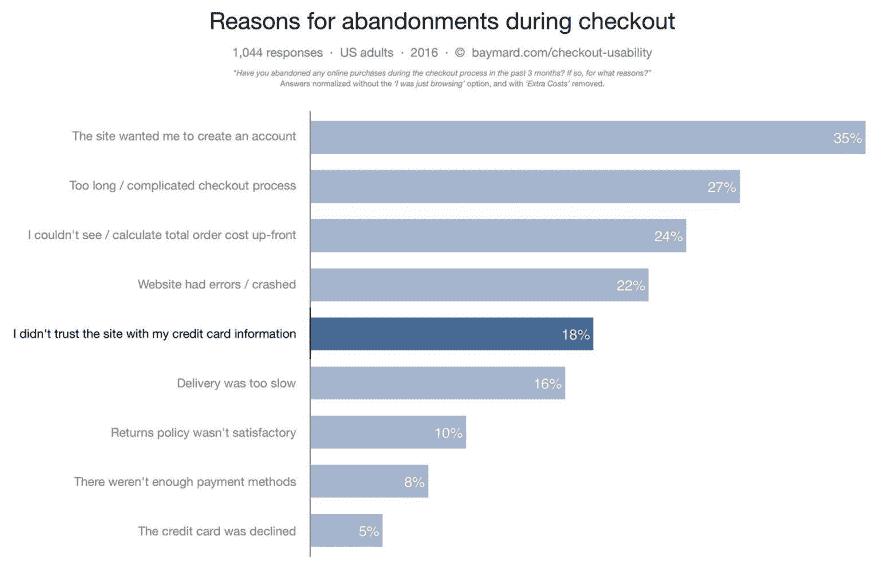 Reasons for abandonments during checkout
1,044 responses · US adults · 2016 · © baymard.com/checkout-usability
"Have you abandoned any online purchases during the checkout process in the past 3 months? If so, for what reasons?"
Answers normalized without the 'I was just browsing' option, and with 'Extra Costs' removed.
The site wanted me to create an account 35%
Too long / complicated checkout process 27%
I couldn't see / calculate total order cost up-front 24%
Website had errors / crashed 22%
I didn't trust the site with my credit card information 18%
Delivery was too slow 16%
Returns policy wasn't satisfactory 10%
There weren't enough payment methods 8%
The credit card was declined 5%